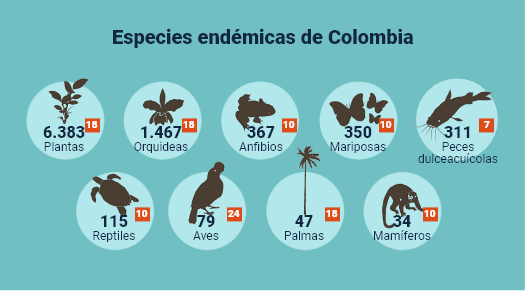 Especies endémicas de Colombia
18
6.383
Plantas
18
1.467
Orquideas
10
367
Anfibios
10
350
Mariposas
7
311
Peces
dulceacuícolas
10
115
Reptiles
24
79
Aves
18
47
Palmas
10
34
Mamíferos